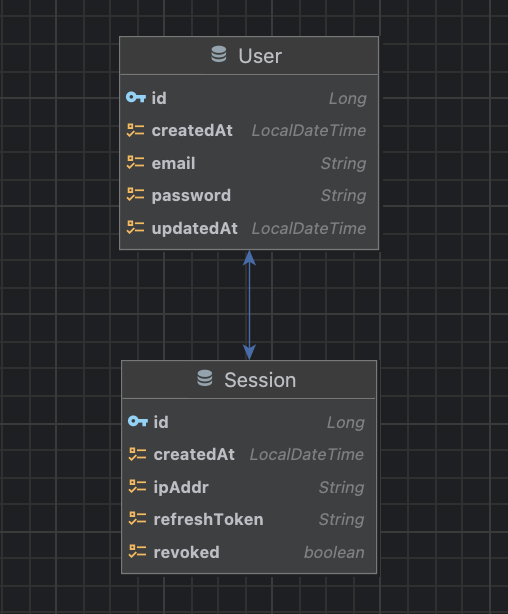 User
id Long
createdAt LocalDateTime
email String
password String
updatedAt LocalDateTime
Session
id Long
createdAt LocalDateTime
ipAddr String
refreshToken String
revoked boolean